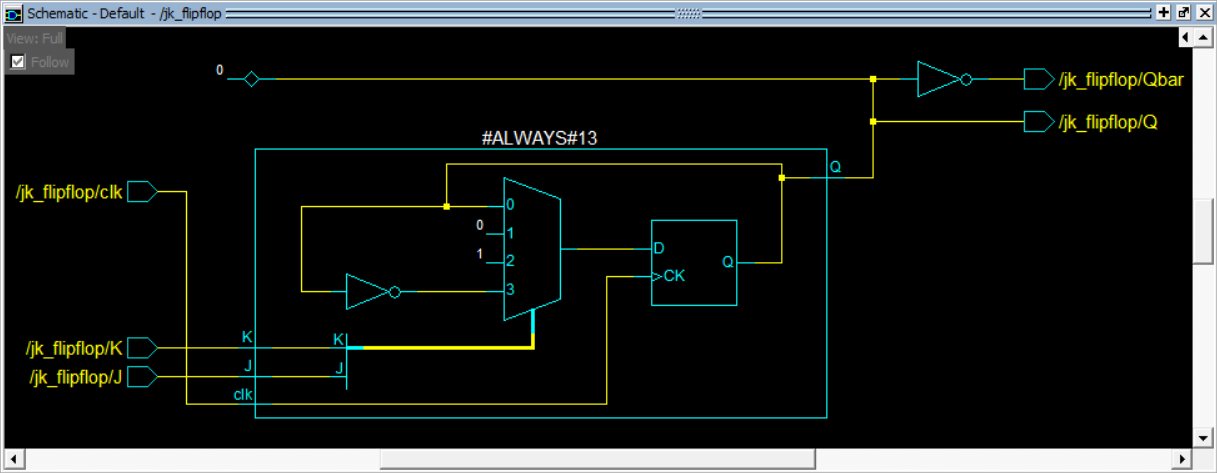 Schematic - Default - /jk_flipflop
View: Full
Follow
0
/jk_flipflop/Qbar
/jk_flipflop/Q
#ALWAYS#13
Q
/jk_flipflop/clk
0
0
1
1
2
3
D
Q
CK
/jk_flipflop/K
K
K
/jk_flipflop/J
J
J
clk